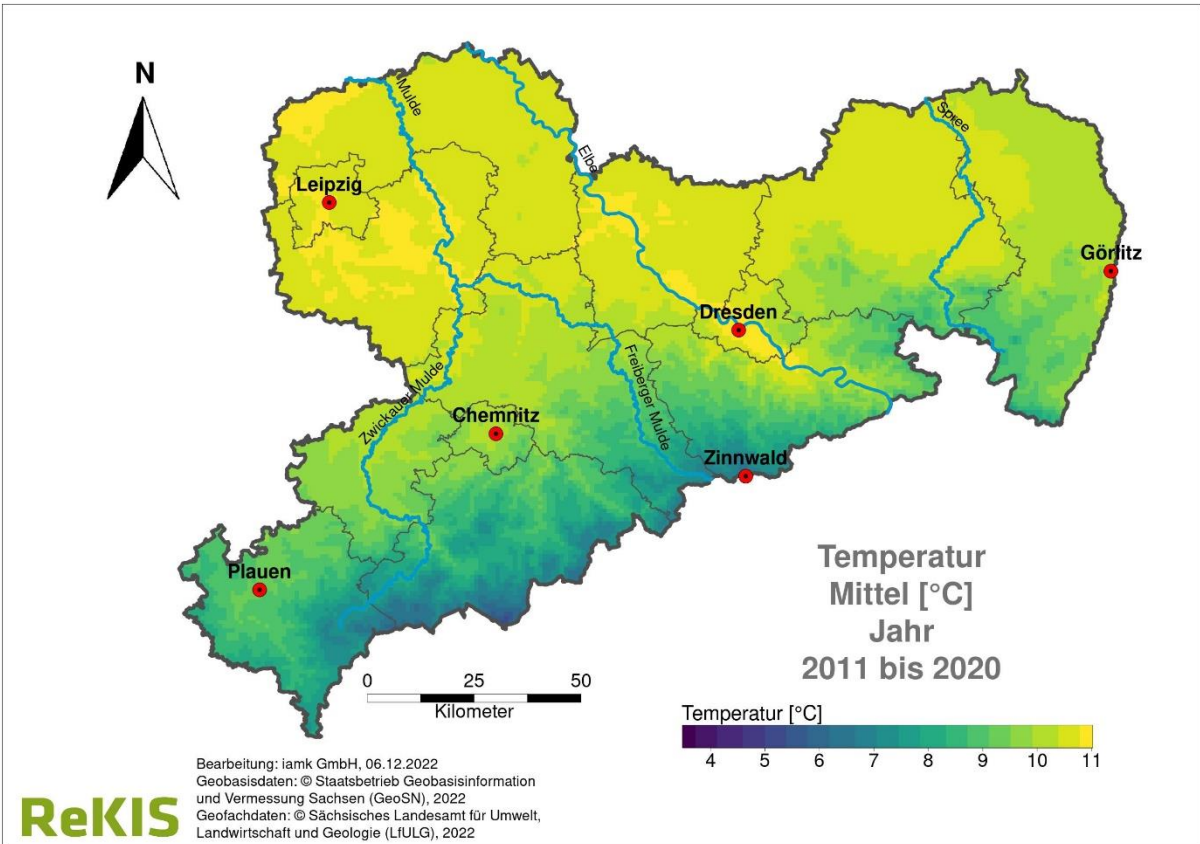 N
Mulde
Elbe
Spree
Leipzig
Görlitz
Dresden
Zwickauer Mulde
Freiberger Mulde
Chemnitz
Zinnwald
Plauen
Temperatur
Mittel [°C]
Jahr
2011 bis 2020
0 25 50
Kilometer
Temperatur [°C]
4 5 6 7 8 9 10 11
Bearbeitung: iamk GmbH, 06.12.2022
Geobasisdaten: © Staatsbetrieb Geobasisinformation
und Vermessung Sachsen (GeoSN), 2022
Geofachdaten: © Sächsisches Landesamt für Umwelt,
Landwirtschaft und Geologie (LfULG), 2022
ReKIS